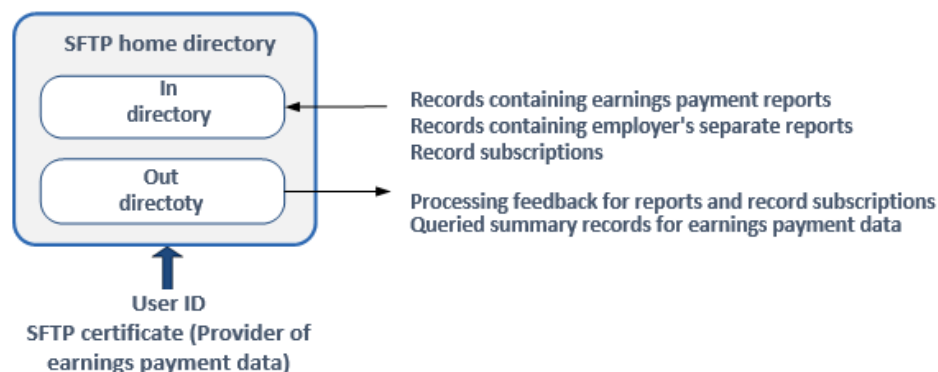 SFTP home directory
In
directory
Records containing earnings payment reports
Records containing employer's separate reports
Record subscriptions
Out
directoty
Processing feedback for reports and record subscriptions
Queried summary records for earnings payment data
User ID
SFTP certificate (Provider of
earnings payment data)